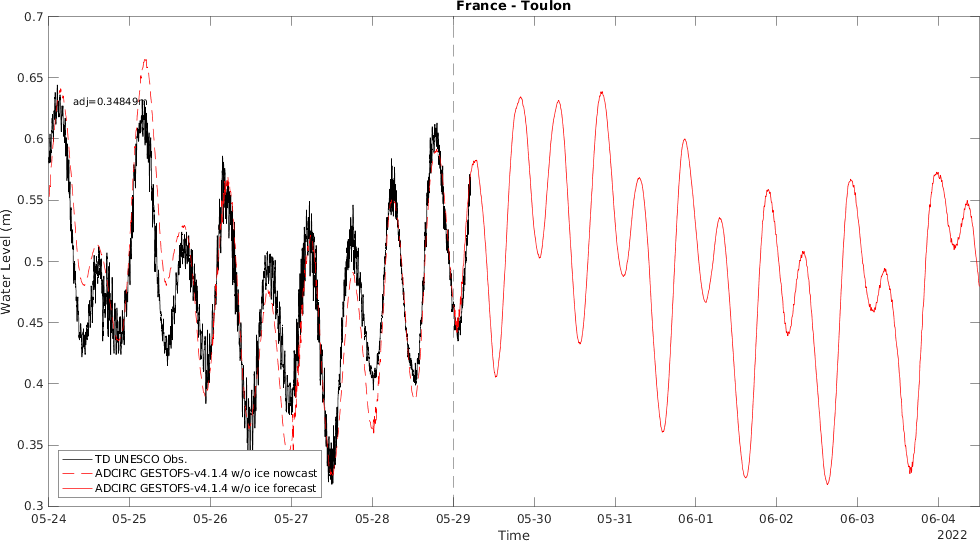 France - Toulon
0.7
0.65
adj=0.34849
0.6
0.55
0.5
0.45
0.4
0.35
0.3
Water Level (m)
TD UNESCO Obs.
ADCIRC GESTOFS-v4.1.4 w/o ice nowcast
ADCIRC GESTOFS-v4.1.4 w/o ice forecast
05-24 05-25 05-26 05-27 05-28 05-29 05-30 05-31 06-01 06-02 06-03 06-04
Time
2022